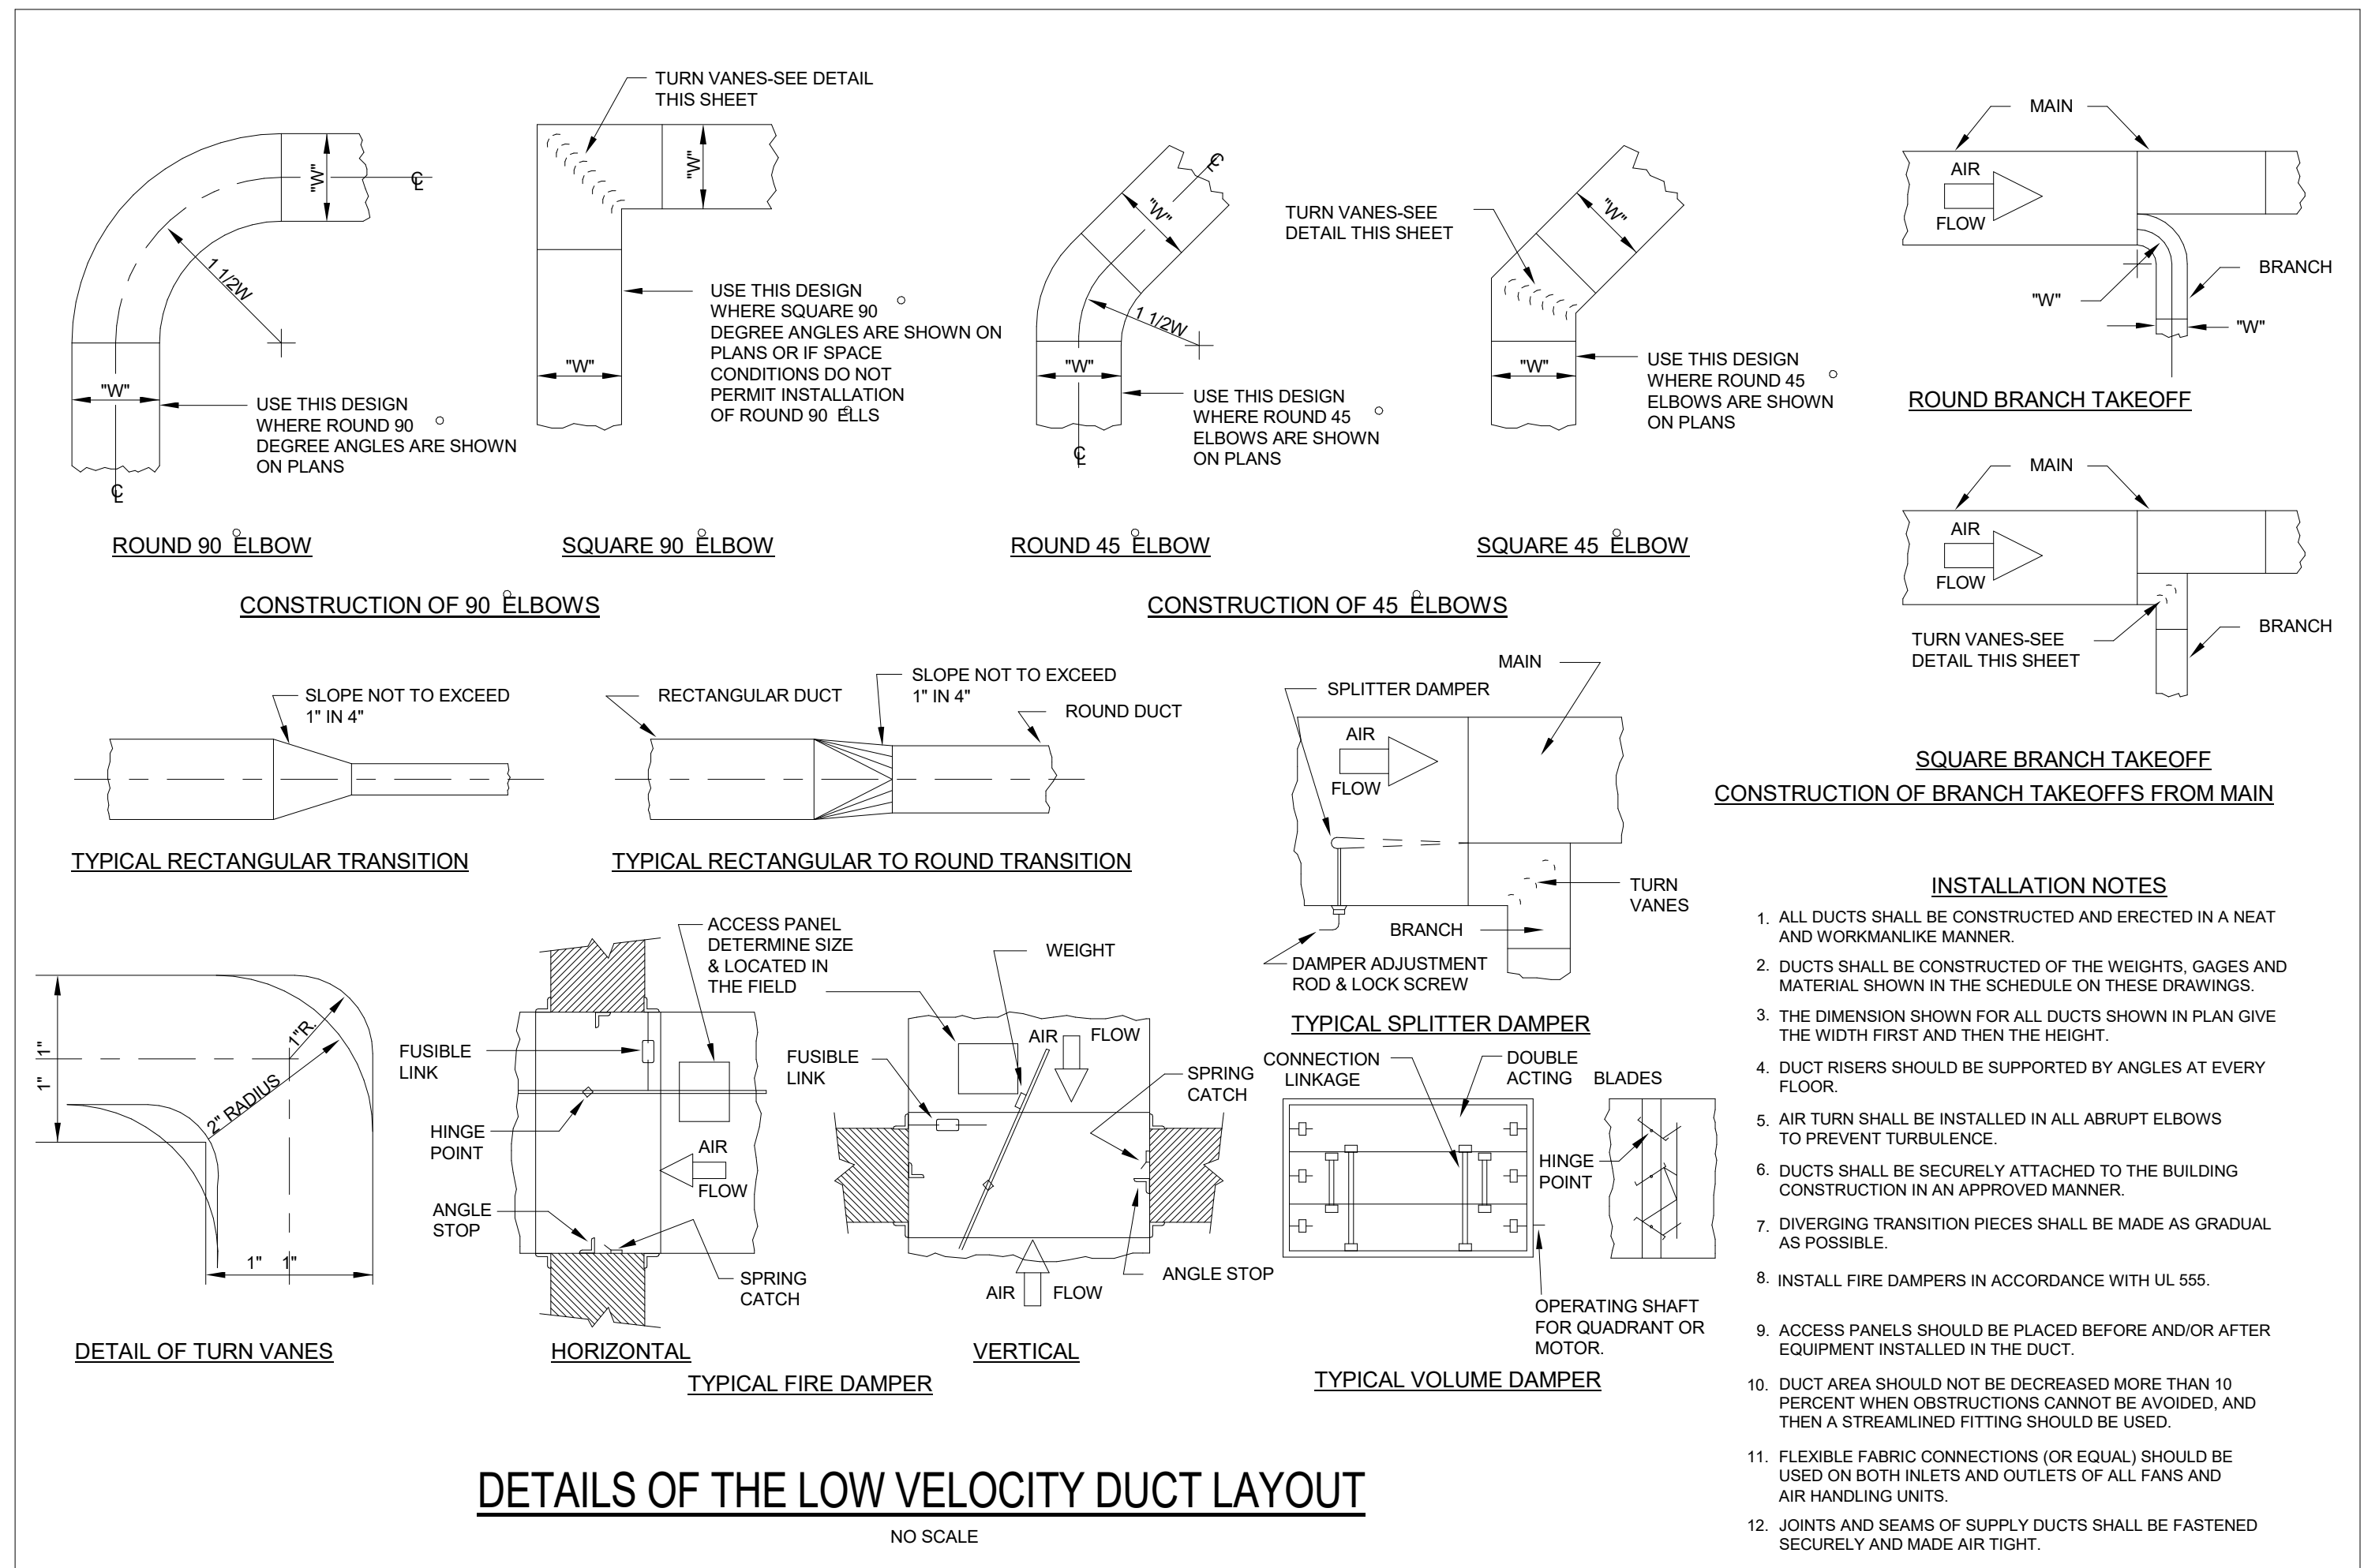 TURN VANES-SEE DETAIL
THIS SHEET
"W"
℄
1 1/2W
"W"
USE THIS DESIGN
WHERE ROUND 90 °
DEGREE ANGLES ARE SHOWN
ON PLANS
℄
ROUND 90 ° ELBOW
"W"
USE THIS DESIGN
WHERE SQUARE 90 °
DEGREE ANGLES ARE SHOWN ON
PLANS OR IF SPACE
CONDITIONS DO NOT
PERMIT INSTALLATION
OF ROUND 90 ° ELLS
"W"
SQUARE 90 ° ELBOW
CONSTRUCTION OF 90 ° ELBOWS
℄
"W"
1 1/2W
"W"
USE THIS DESIGN
WHERE ROUND 45 °
ELBOWS ARE SHOWN
ON PLANS
℄
ROUND 45 ° ELBOW
TURN VANES-SEE
DETAIL THIS SHEET
"W"
"W"
USE THIS DESIGN
WHERE ROUND 45 °
ELBOWS ARE SHOWN
ON PLANS
SQUARE 45 ° ELBOW
CONSTRUCTION OF 45 ° ELBOWS
MAIN
AIR
FLOW
BRANCH
"W"
"W"
ROUND BRANCH TAKEOFF
MAIN
AIR
FLOW
TURN VANES-SEE
DETAIL THIS SHEET
BRANCH
SQUARE BRANCH TAKEOFF
CONSTRUCTION OF BRANCH TAKEOFFS FROM MAIN
SLOPE NOT TO EXCEED
1" IN 4"
TYPICAL RECTANGULAR TRANSITION
RECTANGULAR DUCT
SLOPE NOT TO EXCEED
1" IN 4"
ROUND DUCT
TYPICAL RECTANGULAR TO ROUND TRANSITION
MAIN
SPLITTER DAMPER
AIR
FLOW
TURN
VANES
BRANCH
DAMPER ADJUSTMENT
ROD & LOCK SCREW
TYPICAL SPLITTER DAMPER
1" 1"
1"R.
2" RADIUS
1" 1"
DETAIL OF TURN VANES
ACCESS PANEL
DETERMINE SIZE
& LOCATED IN
THE FIELD
FUSIBLE
LINK
HINGE
POINT
AIR
FLOW
ANGLE
STOP
SPRING
CATCH
HORIZONTAL
WEIGHT
AIR FLOW
FUSIBLE
LINK
SPRING
CATCH
ANGLE STOP
AIR FLOW
VERTICAL
TYPICAL FIRE DAMPER
CONNECTION
LINKAGE
DOUBLE
ACTING BLADES
HINGE
POINT
OPERATING SHAFT
FOR QUADRANT OR
MOTOR.
TYPICAL VOLUME DAMPER
INSTALLATION NOTES
1. ALL DUCTS SHALL BE CONSTRUCTED AND ERECTED IN A NEAT
AND WORKMANLIKE MANNER.
2. DUCTS SHALL BE CONSTRUCTED OF THE WEIGHTS, GAGES AND
MATERIAL SHOWN IN THE SCHEDULE ON THESE DRAWINGS.
3. THE DIMENSION SHOWN FOR ALL DUCTS SHOWN IN PLAN GIVE
THE WIDTH FIRST AND THEN THE HEIGHT.
4. DUCT RISERS SHOULD BE SUPPORTED BY ANGLES AT EVERY
FLOOR.
5. AIR TURN SHALL BE INSTALLED IN ALL ABRUPT ELBOWS
TO PREVENT TURBULENCE.
6. DUCTS SHALL BE SECURELY ATTACHED TO THE BUILDING
CONSTRUCTION IN AN APPROVED MANNER.
7. DIVERGING TRANSITION PIECES SHALL BE MADE AS GRADUAL
AS POSSIBLE.
8. INSTALL FIRE DAMPERS IN ACCORDANCE WITH UL 555.
9. ACCESS PANELS SHOULD BE PLACED BEFORE AND/OR AFTER
EQUIPMENT INSTALLED IN THE DUCT.
10. DUCT AREA SHOULD NOT BE DECREASED MORE THAN 10
PERCENT WHEN OBSTRUCTIONS CANNOT BE AVOIDED, AND
THEN A STREAMLINED FITTING SHOULD BE USED.
11. FLEXIBLE FABRIC CONNECTIONS (OR EQUAL) SHOULD BE
USED ON BOTH INLETS AND OUTLETS OF ALL FANS AND
AIR HANDLING UNITS.
12. JOINTS AND SEAMS OF SUPPLY DUCTS SHALL BE FASTENED
SECURELY AND MADE AIR TIGHT.
DETAILS OF THE LOW VELOCITY DUCT LAYOUT
NO SCALE